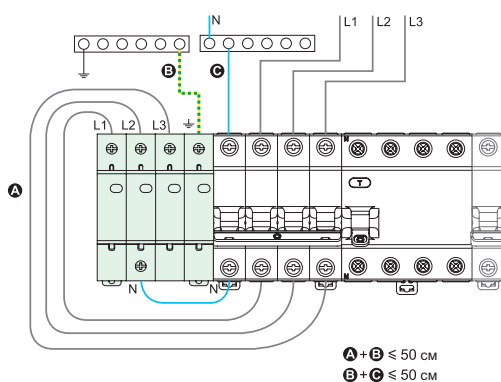 N
L1 L2 L3
B C
L1 L2 L3
N
A
T
N N
N
A + B ⩽ 50 см
B + C ⩽ 50 см